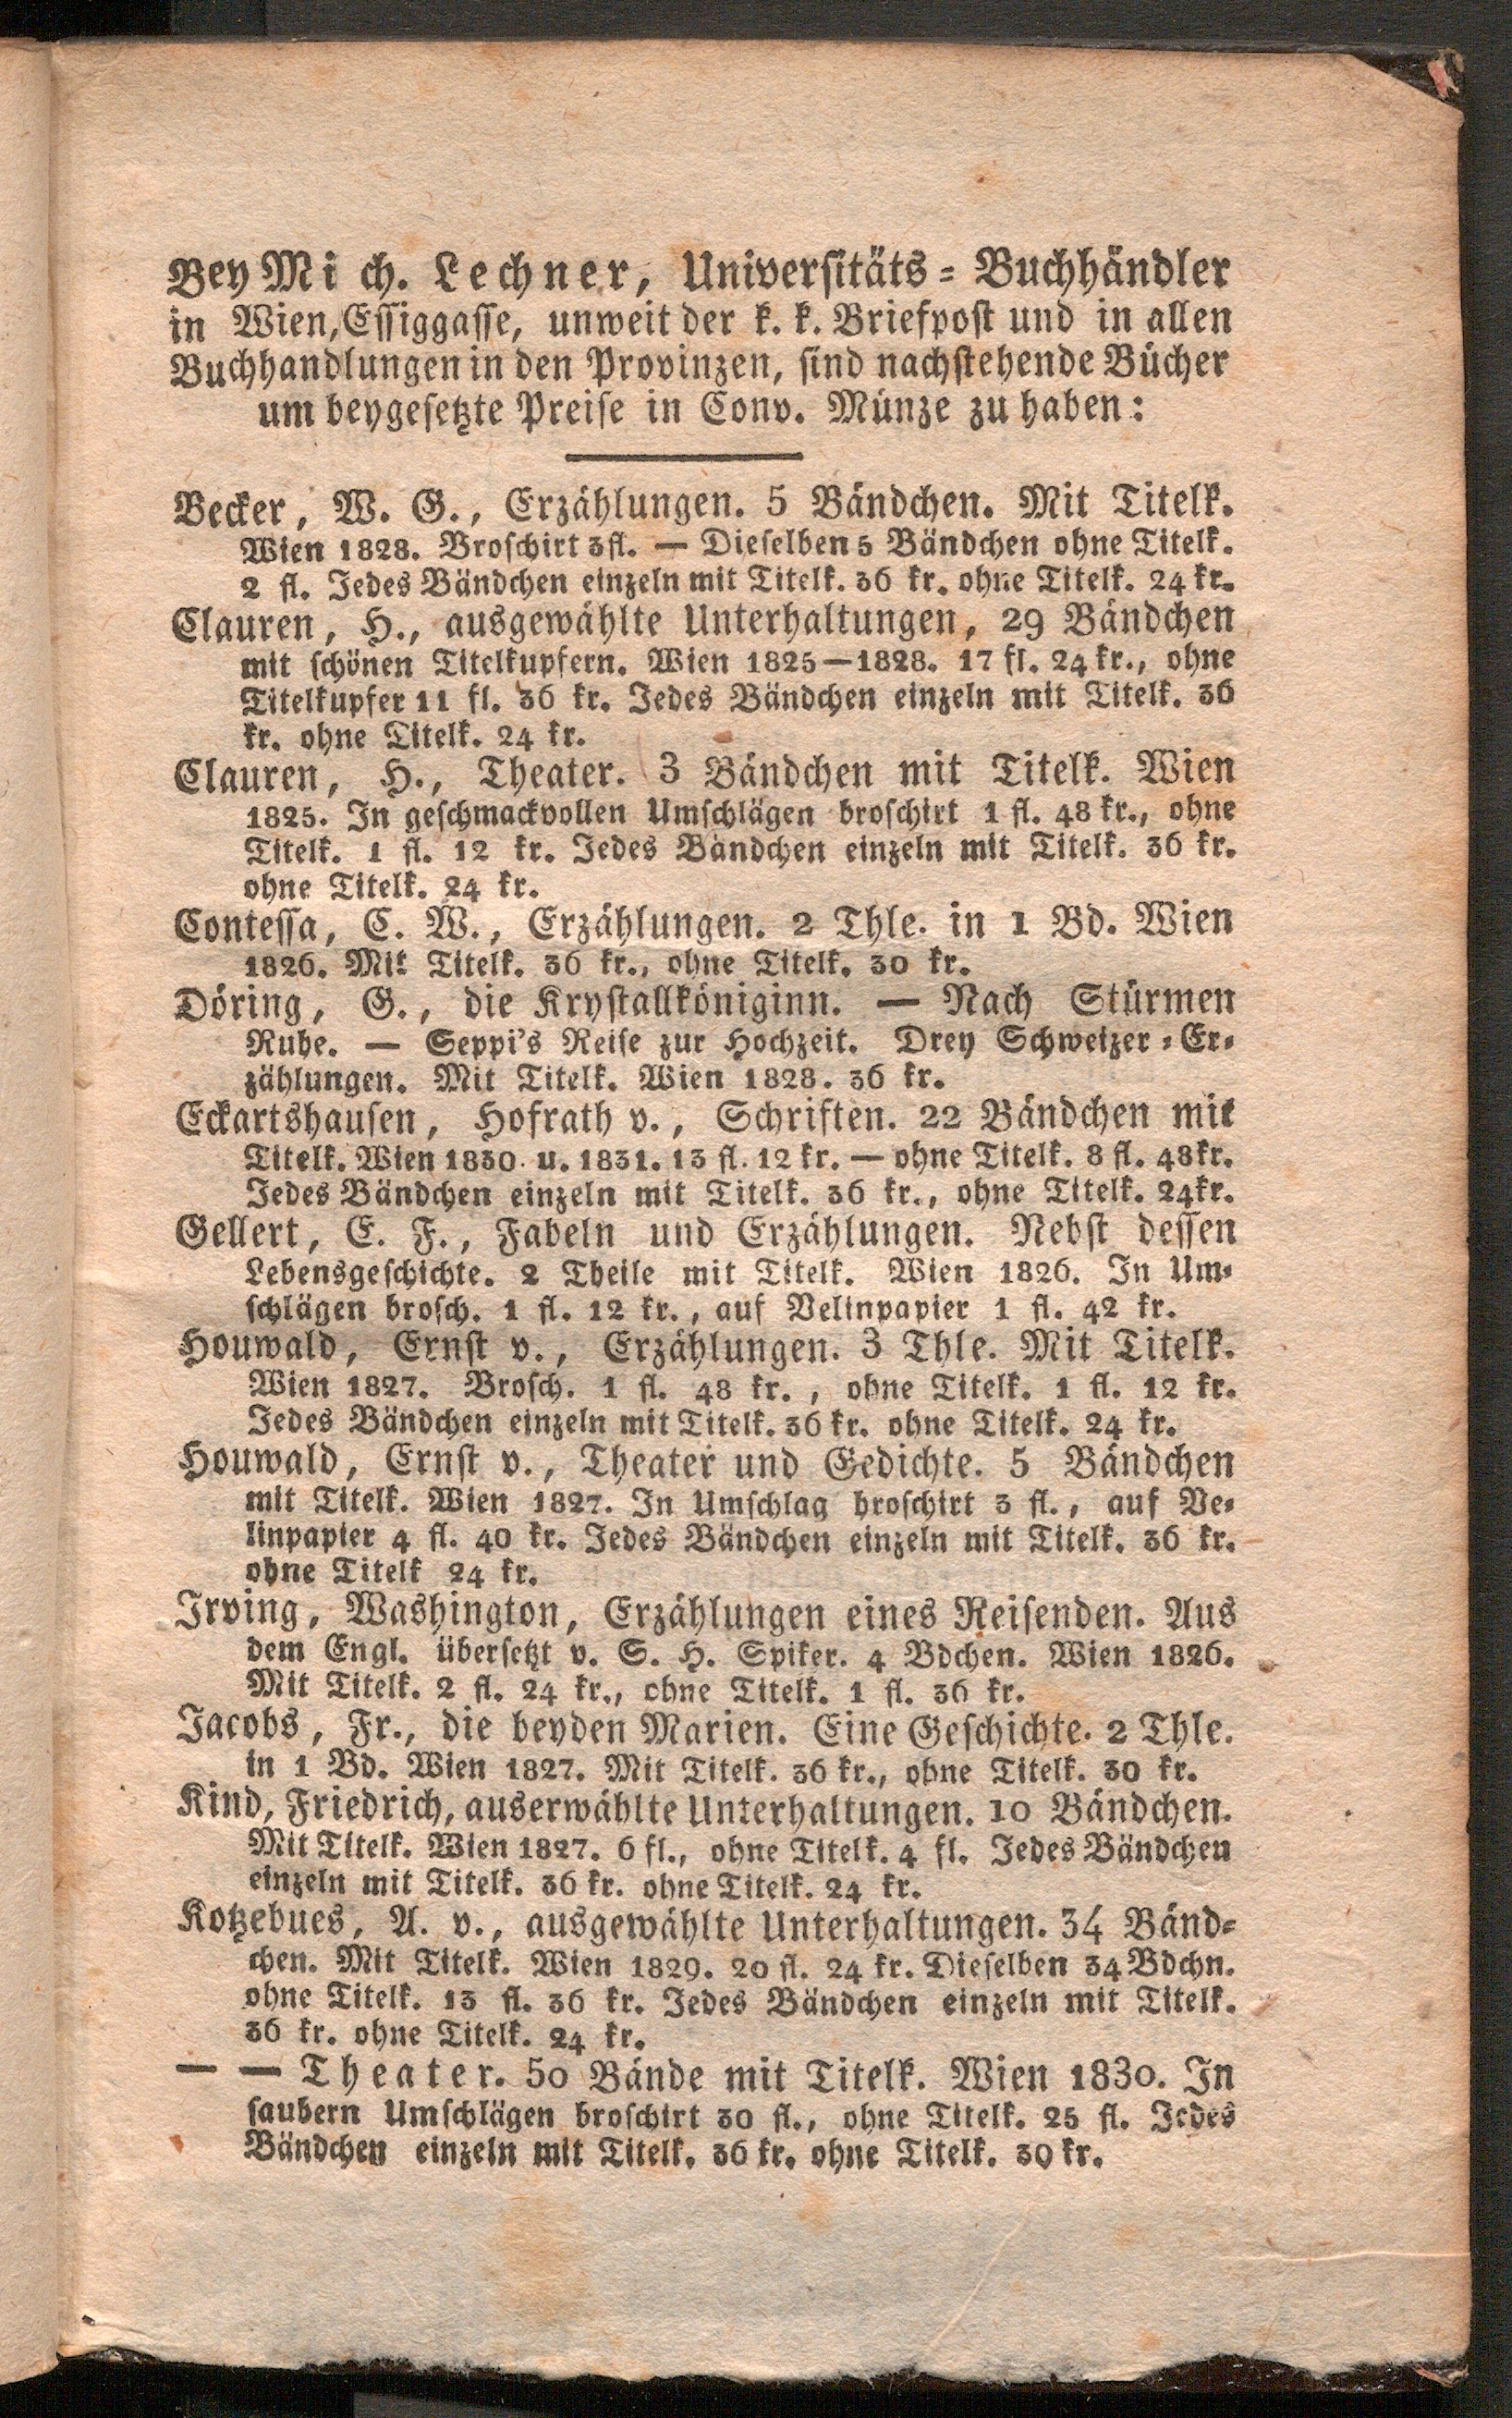 Bey Mich. Lechner, Universitäts-Buchhändler
in Wien, Essiggasse, unweit der k. k. Briefpost und in allen
Buchhandlungen in den Provinzen, sind nachstehende Bücher
um beygesetzte Preise in Conv. Münze zu haben:
Becker, W. G., Erzählungen. 5 Bändchen. Mit Titelk.
Wien 1828. Broschirt 3 fl. — Dieselben 5 Bändchen ohne Titelk.
2 fl. Jedes Bändchen einzeln mit Titelk. 36 kr. ohne Titelk. 24 kr.
Clauren, H., ausgewählte Unterhaltungen, 29 Bändchen
mit schönen Titelkupfern. Wien 1825—1828. 17 fl. 24 kr., ohne
Titelkupfer 11 fl. 36 kr. Jedes Bändchen einzeln mit Titelk. 36
kr. ohne Titelk. 24 kr.
Clauren, H., Theater. 3 Bändchen mit Titelk. Wien
1825. In geschmackvollen Umschlägen broschirt 1 fl. 48 kr., ohne
Titelk. 1 fl. 12 kr. Jedes Bändchen einzeln mit Titelk. 36 kr.
ohne Titelk. 24 kr.
Contessa, C. W., Erzählungen. 2 Thle. in 1 Bd. Wien
1826. Mit Titelk. 36 kr., ohne Titelk. 30 kr.
Döring, G., die Krystallköniginn. — Nach Stürmen
Ruhe. — Seppi's Reise zur Hochzeit. Drey Schweizer-Er-
zählungen. Mit Titelk. Wien 1828. 36 kr.
Eckartshausen, Hofrath v., Schriften. 22 Bändchen mit
Titelk. Wien 1830. u. 1831. 13 fl. 12 kr. — ohne Titelk. 8 fl. 48 kr.
Jedes Bändchen einzeln mit Titelk. 36 kr., ohne Titelk. 24 kr.
Gellert, C. F., Fabeln und Erzählungen. Nebst dessen
Lebensgeschichte. 2 Theile mit Titelk. Wien 1826. In Um-
schlägen brosch. 1 fl. 12 kr., auf Velinpapier 1 fl. 42 kr.
Houwald, Ernst v., Erzählungen. 3 Thle. Mit Titelk.
Wien 1827. Brosch. 1 fl. 48 kr., ohne Titelk. 1 fl. 12 kr.
Jedes Bändchen einzeln mit Titelk. 36 kr. ohne Titelk. 24 kr.
Houwald, Ernst v., Theater und Gedichte. 5 Bändchen
mit Titelk. Wien 1827. In Umschlag broschirt 3 fl., auf Ve-
linpapier 4 fl. 40 kr. Jedes Bändchen einzeln mit Titelk. 36 kr.
ohne Titelk 24 kr.
Irving, Washington, Erzählungen eines Reisenden. Aus
dem Engl. übersetzt v. S. H. Spiker. 4 Bdchen. Wien 1826.
Mit Titelk. 2 fl. 24 kr., ohne Titelk. 1 fl. 36 kr.
Jacobs, Fr., die beyden Marien. Eine Geschichte. 2 Thle.
in 1 Bd. Wien 1827. Mit Titelk. 36 kr., ohne Titelk. 30 kr.
Kind, Friedrich, auserwählte Unterhaltungen. 10 Bändchen.
Mit Titelk. Wien 1827. 6 fl., ohne Titelk. 4 fl. Jedes Bändchen
einzeln mit Titelk. 36 kr. ohne Titelk. 24 kr.
Kotzebues, A. v., ausgewählte Unterhaltungen. 34 Bänd-
chen. Mit Titelk. Wien 1829. 20 fl. 24 kr. Dieselben 34 Bdchn.
ohne Titelk. 13 fl. 36 kr. Jedes Bändchen einzeln mit Titelk.
36 kr. ohne Titelk. 24 kr.
— — Theater. 50 Bände mit Titelk. Wien 1830. In
saubern Umschlägen broschirt 30 fl., ohne Titelk. 25 fl. Jedes
Bändchen einzeln mit Titelk. 36 kr. ohne Titelk. 30 kr.